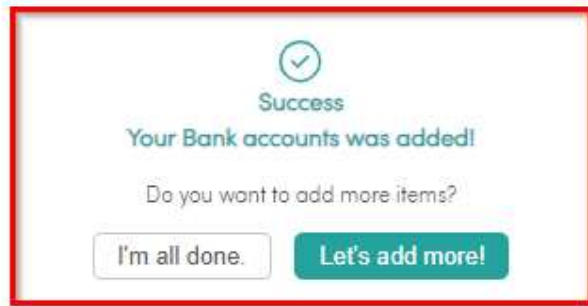 Success
Your Bank accounts was added!
Do you want to add more items?
I'm all done. Let's add more!